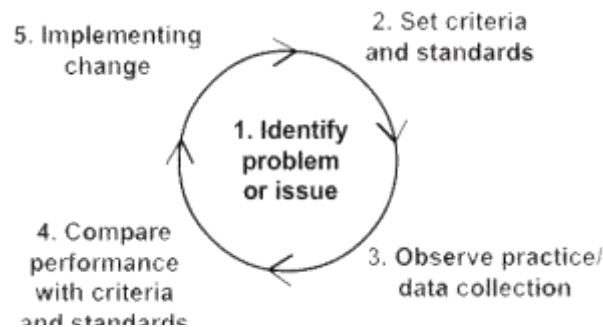 1. Identify
problem
or issue
2. Set criteria
and standards
3. Observe practice/
data collection
4. Compare
performance
with criteria
and standards
5. Implementing
change